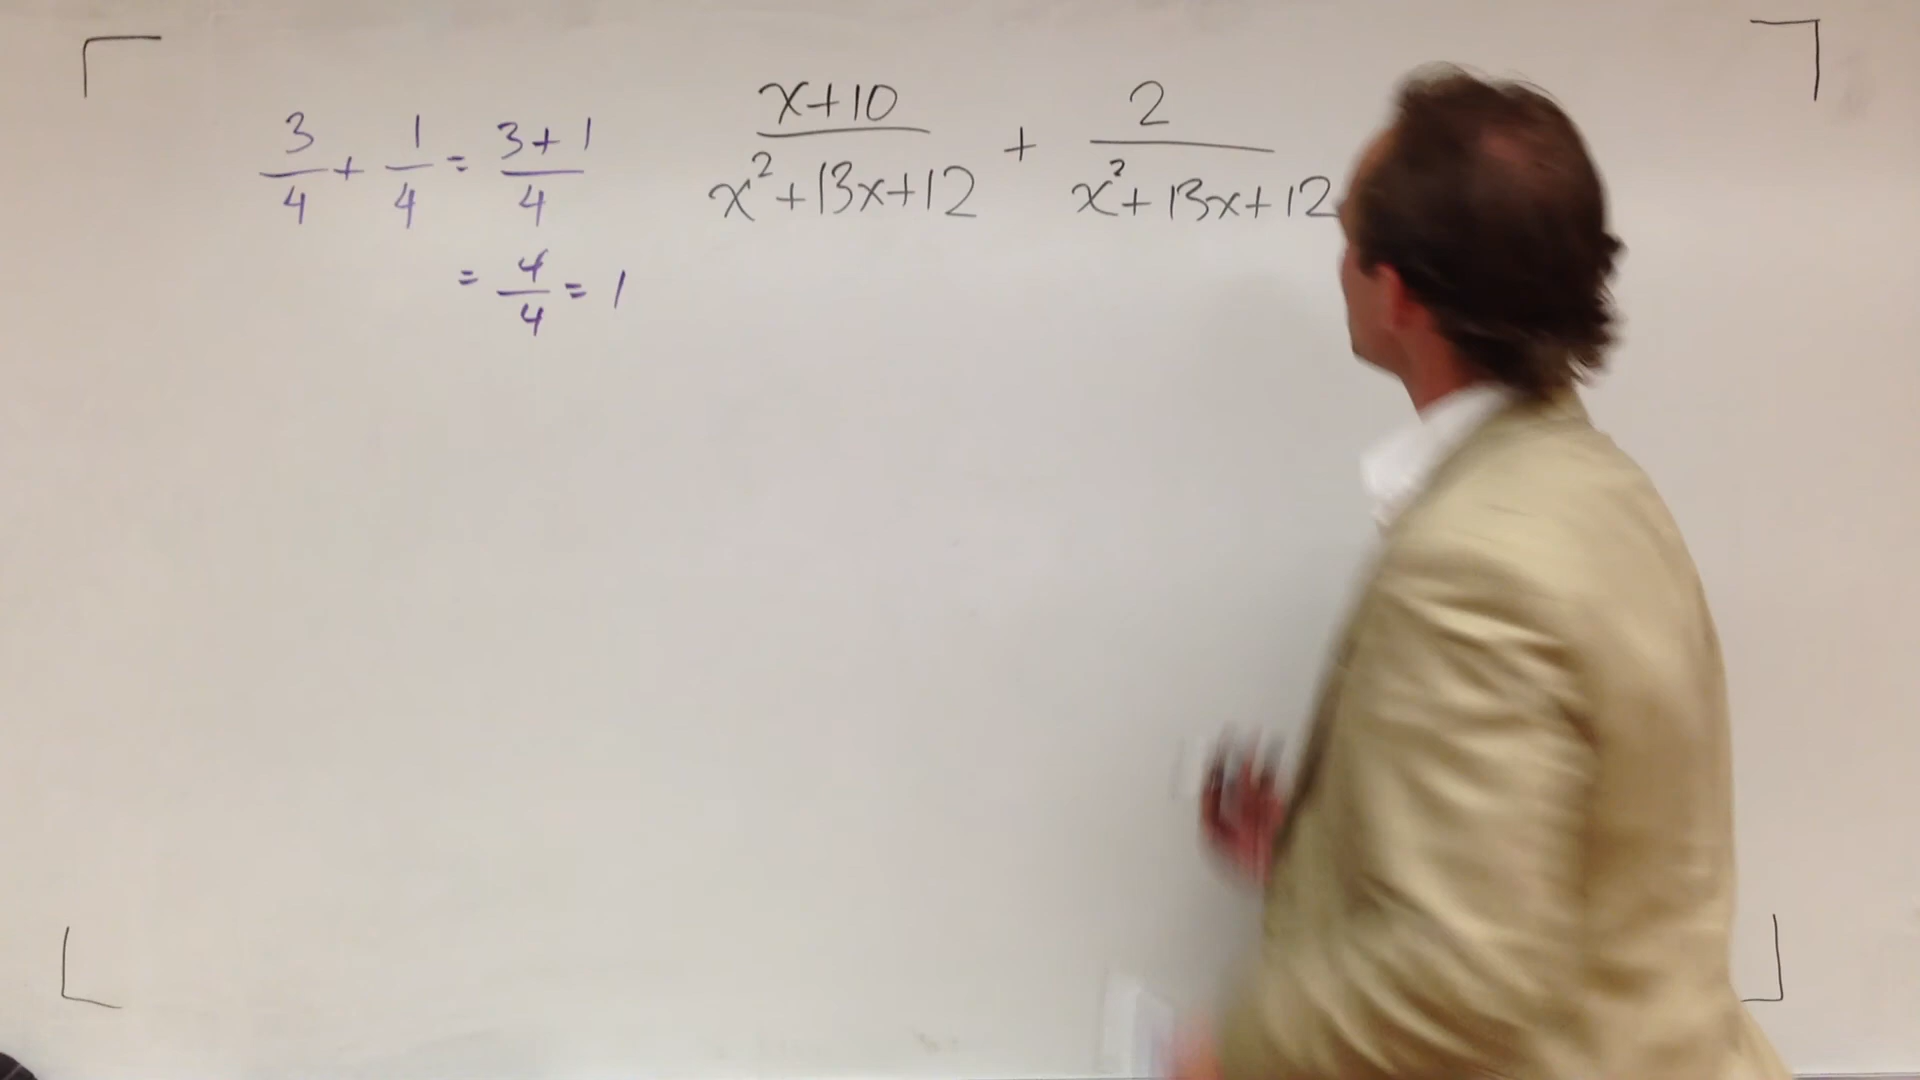 3/4 + 1/4 = 3+1/4
= 4/4 = 1
x+10/x²+13x+12 + 2/x²+13x+12